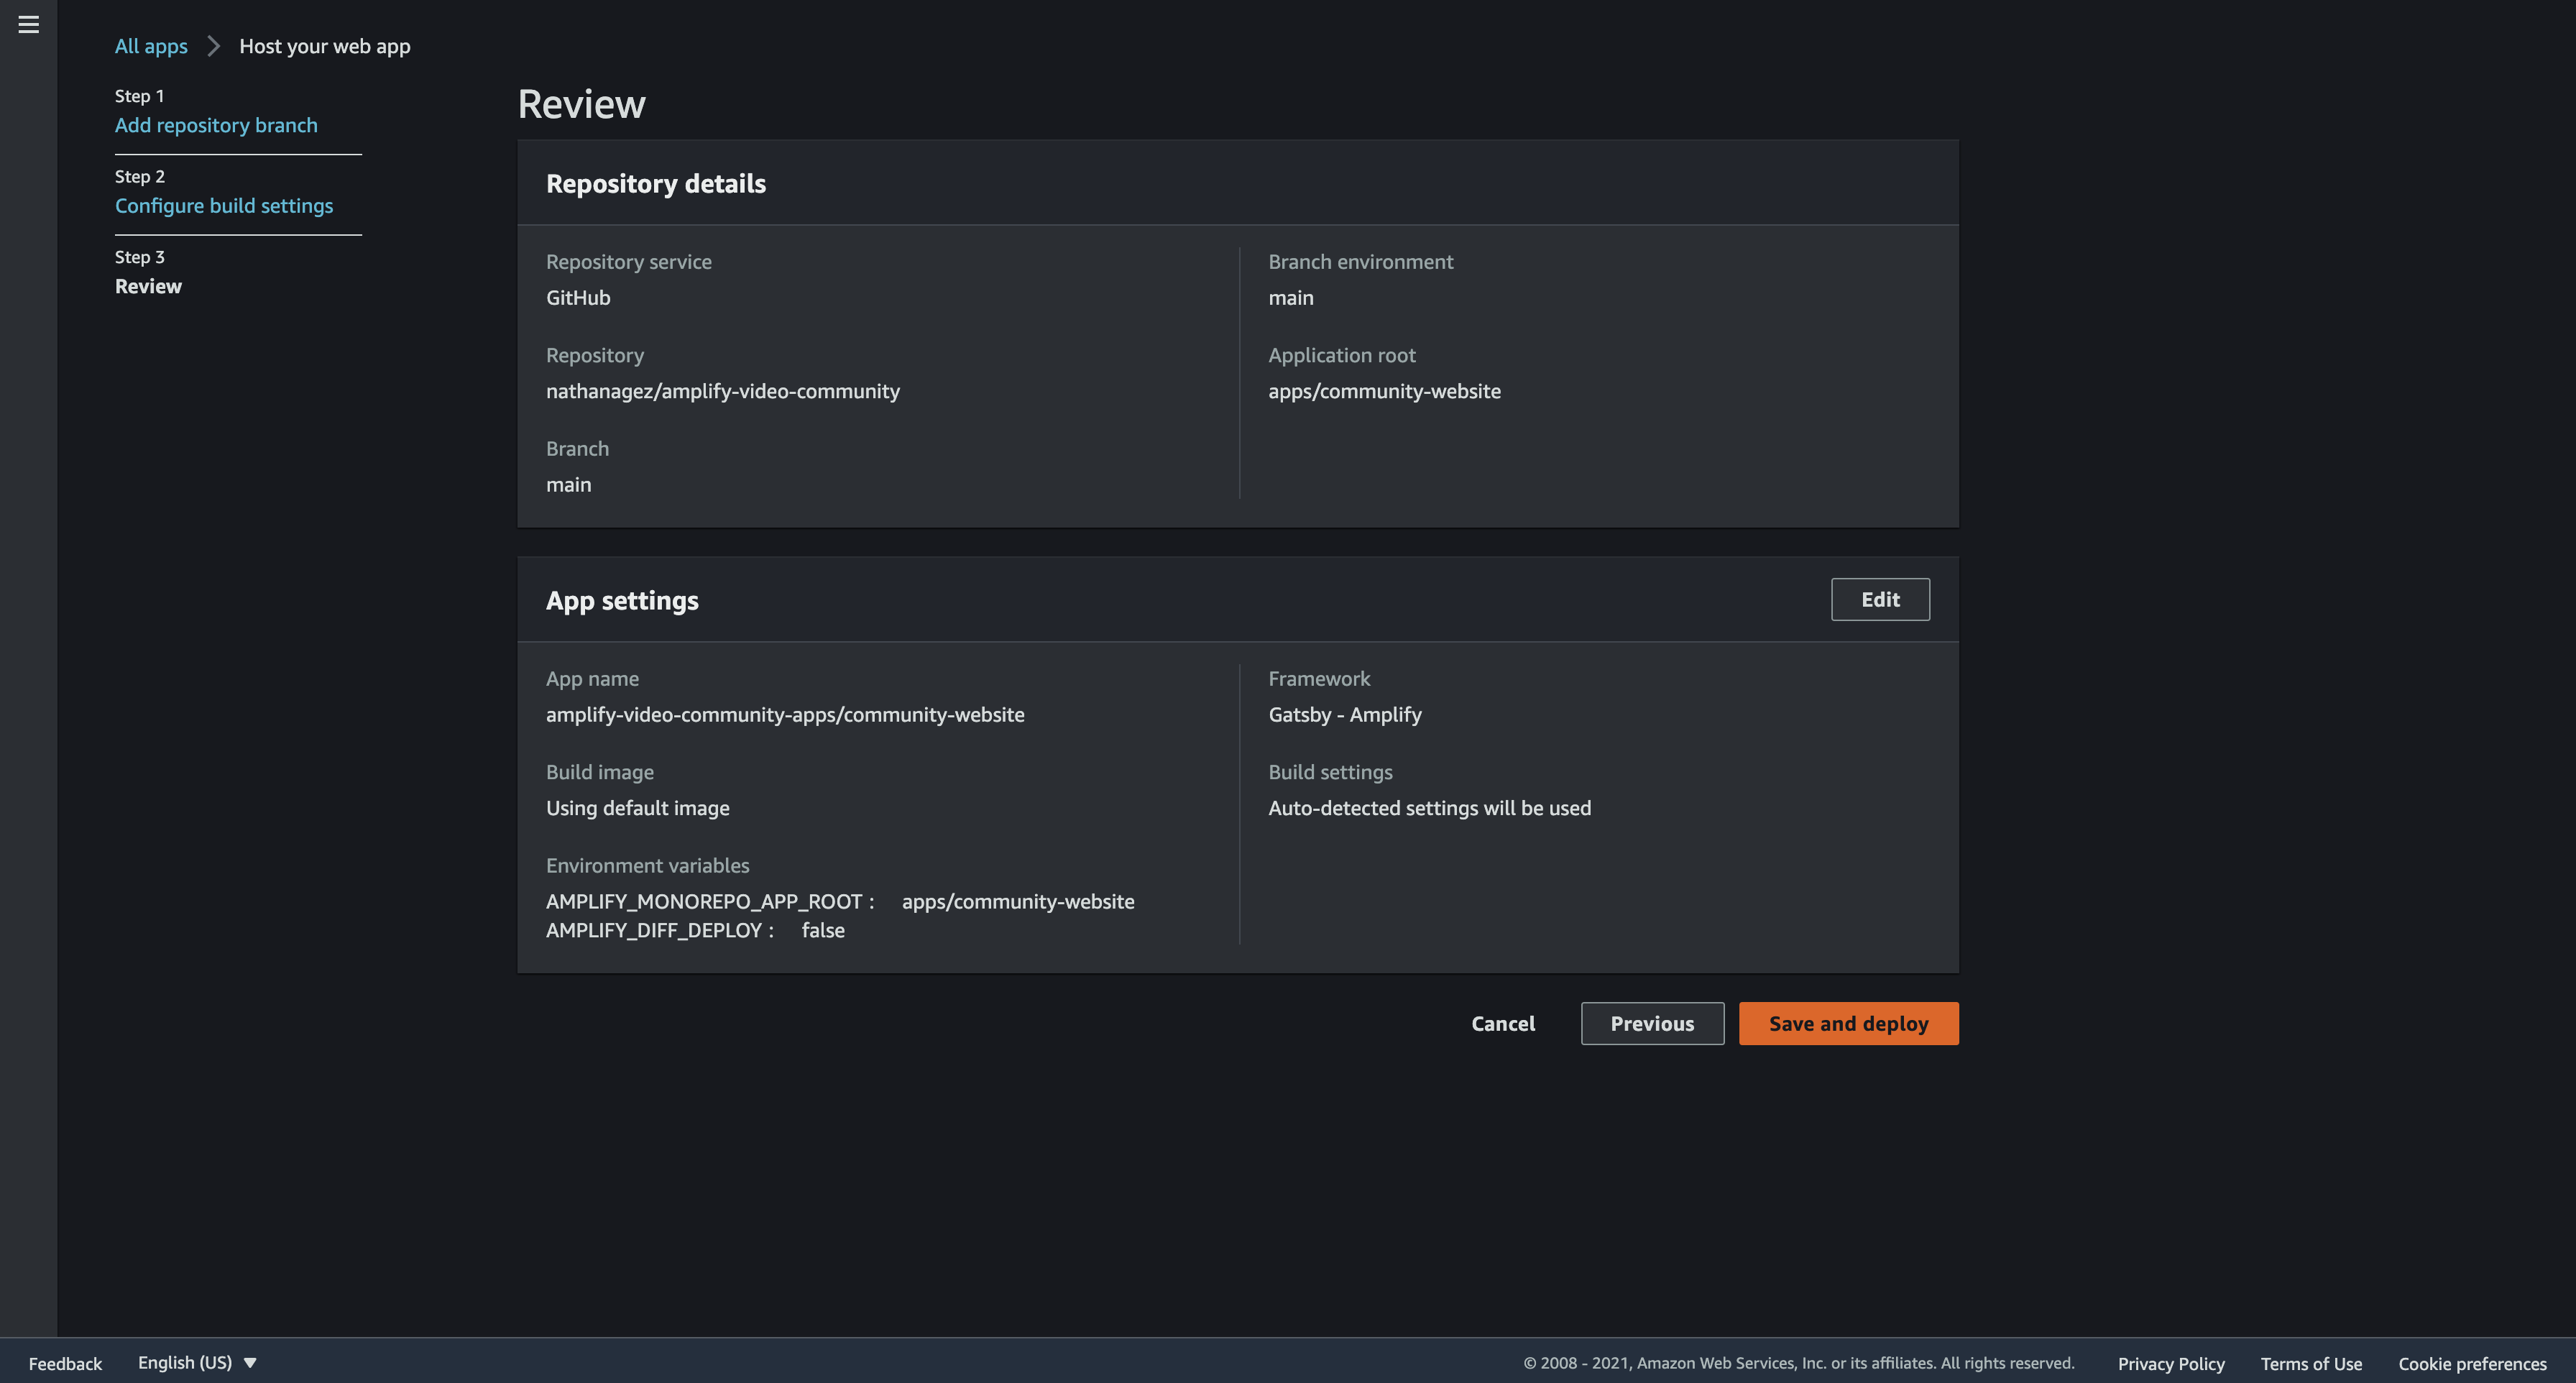 All apps
Host your web app
Step 1
Add repository branch
Step 2
Configure build settings
Step 3
Review
Review
Repository details
Repository service
GitHub
Repository
nathanagez/amplify-video-community
Branch
main
Branch environment
main
Application root
apps/community-website
App settings
Edit
App name
amplify-video-community-apps/community-website
Build image
Using default image
Environment variables
AMPLIFY_MONOREPO_APP_ROOT : apps/community-website
AMPLIFY_DIFF_DEPLOY : false
Framework
Gatsby - Amplify
Build settings
Auto-detected settings will be used
Cancel
Previous
Save and deploy
Feedback
English (US)
© 2008 - 2021, Amazon Web Services, Inc. or its affiliates. All rights reserved.
Privacy Policy
Terms of Use
Cookie preferences